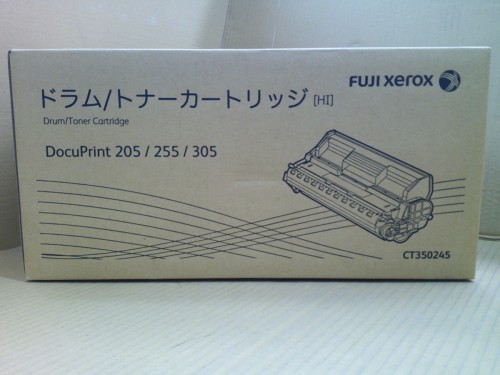 FUJI xerox
ドラム/トナーカートリッジ [HI]
Drum/Toner Cartridge
DocuPrint 205 / 255 / 305
CT350245